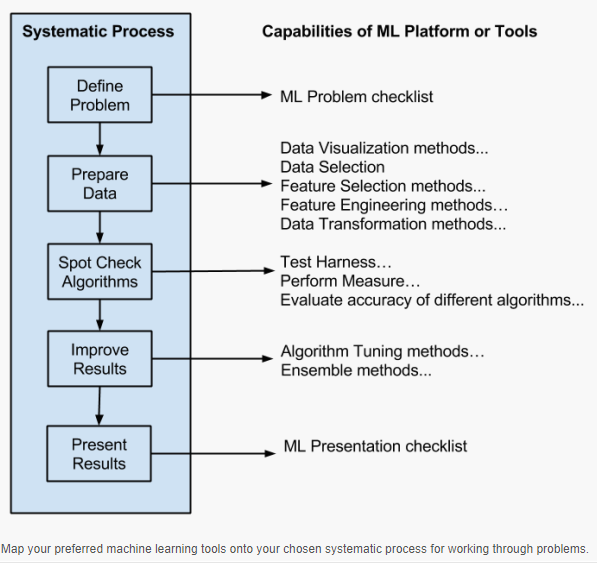 Systematic Process
Capabilities of ML Platform or Tools
Define
Problem
ML Problem checklist
Prepare
Data
Data Visualization methods...
Data Selection
Feature Selection methods...
Feature Engineering methods…
Data Transformation methods...
Spot Check
Algorithms
Test Harness…
Perform Measure…
Evaluate accuracy of different algorithms...
Improve
Results
Algorithm Tuning methods…
Ensemble methods...
Present
Results
ML Presentation checklist
Map your preferred machine learning tools onto your chosen systematic process for working through problems.